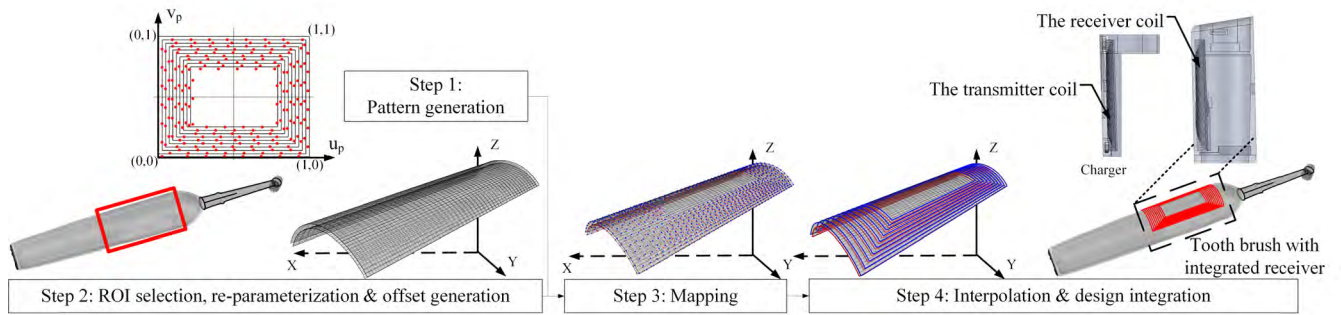 V_p
(0,1)
(1,1)
(0.0)
(1,0)
u_p
Step 1:
Pattern generation
Z
X
Y
Z
X
Y
Z
X
Y
The receiver coil
The transmitter coil
Charger
Tooth brush with
integrated receiver
Step 2: ROI selection, re-parameterization & offset generation
Step 3: Mapping
Step 4: Interpolation & design integration